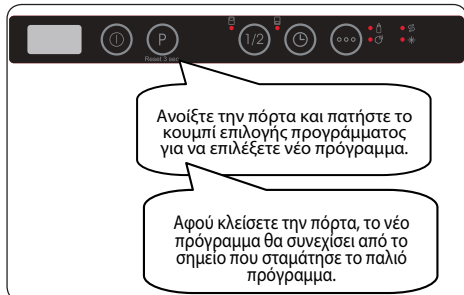 P
1/2
Reset 3 sec
Ανοίξτε την πόρτα και πατήστε το
κουμπί επιλογής προγράμματος
για να επιλέξετε νέο πρόγραμμα.
Αφού κλείσετε την πόρτα, το νέο
πρόγραμμα θα συνεχίσει από το
σημείο που σταμάτησε το παλιό
πρόγραμμα.